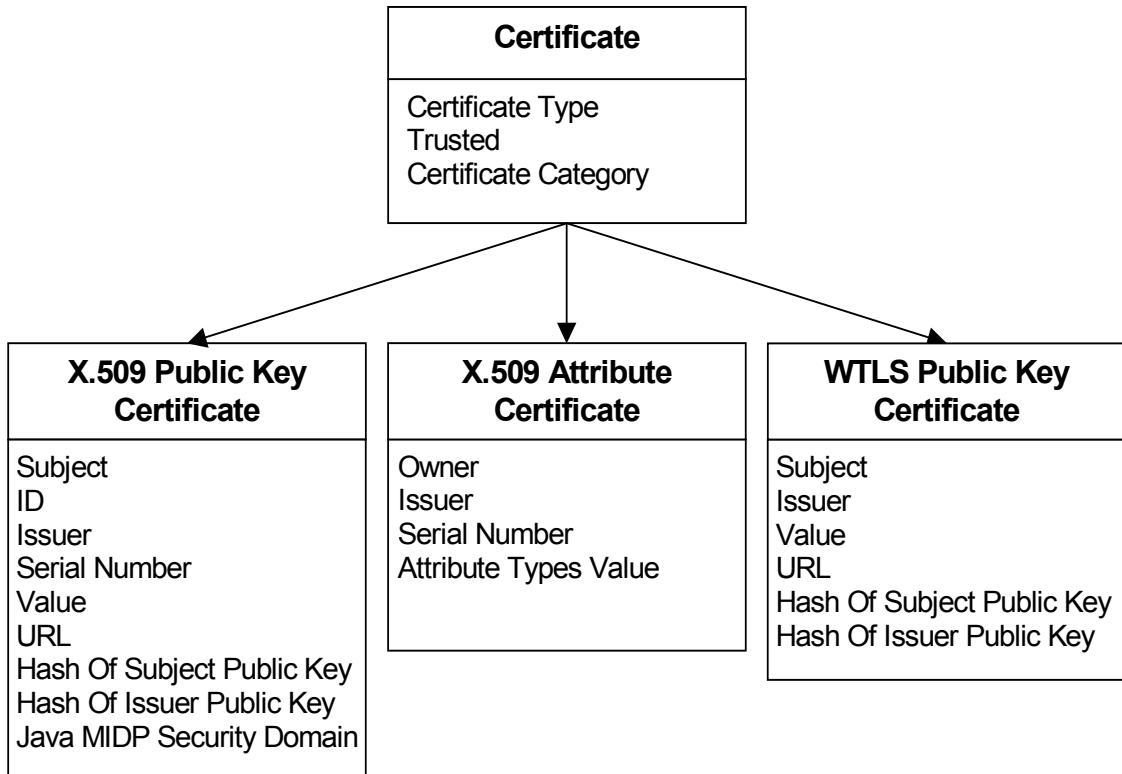 Certificate
Certificate Type
Trusted
Certificate Category
X.509 Public Key
Certificate
Subject
ID
Issuer
Serial Number
Value
URL
Hash Of Subject Public Key
Hash Of Issuer Public Key
Java MIDP Security Domain
X.509 Attribute
Certificate
Owner
Issuer
Serial Number
Attribute Types Value
WTLS Public Key
Certificate
Subject
Issuer
Value
URL
Hash Of Subject Public Key
Hash Of Issuer Public Key